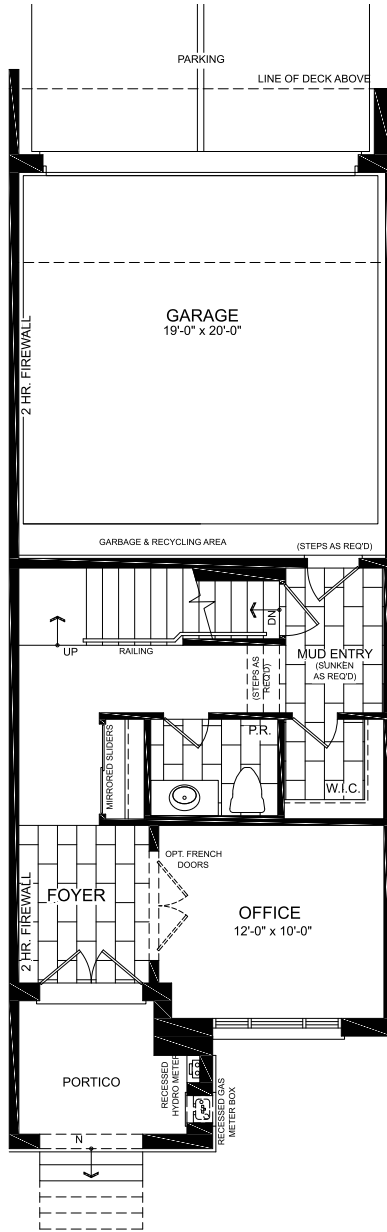 PARKING
LINE OF DECK ABOVE
GARAGE
19'-0" x 20'-0"
2 HR. FIREWALL
GARBAGE & RECYCLING AREA
(STEPS AS REQ'D)
DN
UP
RAILING
MUD ENTRY
(SUNKEN
AS REQ'D)
(STEPS AS
REQ'D)
P.R.
MIRRORED SLIDERS
W.I.C.
OPT. FRENCH
DOORS
FOYER
2 HR. FIREWALL
OFFICE
12'-0" x 10'-0"
PORTICO
RECESSED
HYDRO METER
RECESSED GAS
METER BOX
N